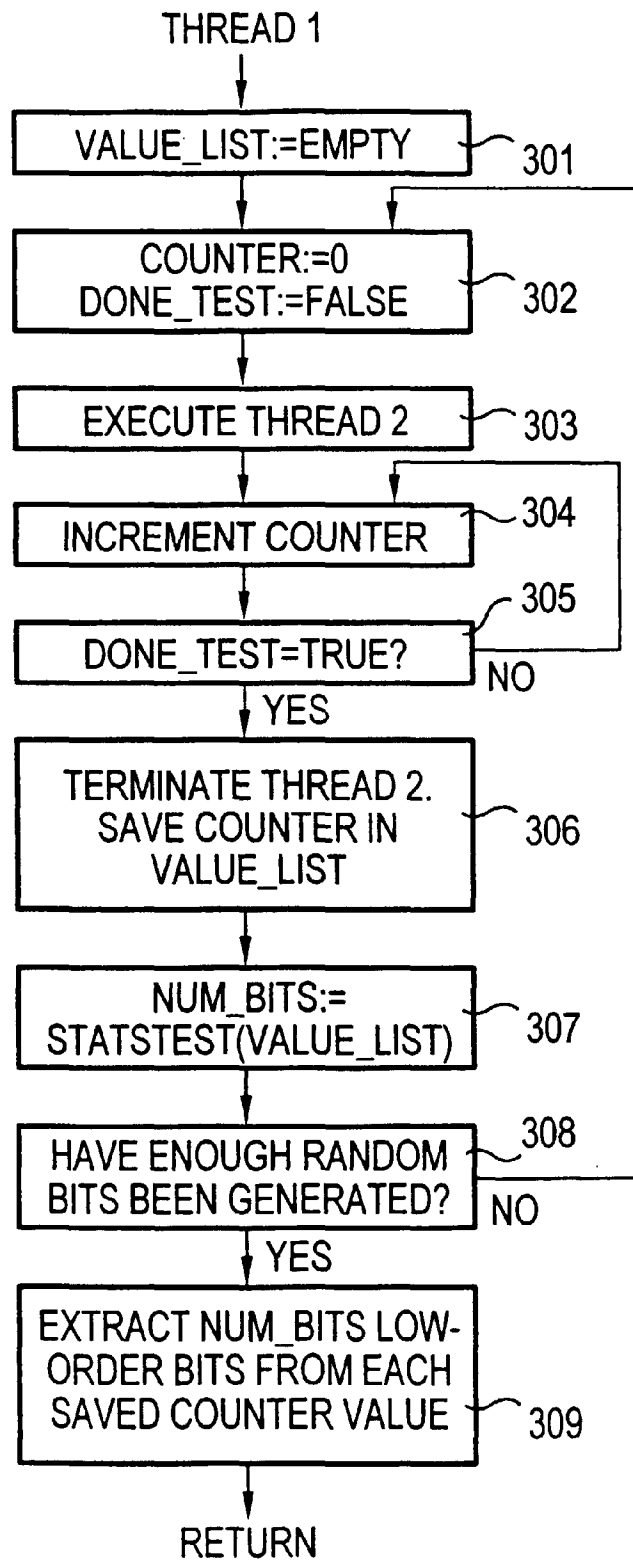 THREAD 1
VALUE_LIST:=EMPTY
301
COUNTER:=0
DONE_TEST:=FALSE
302
EXECUTE THREAD 2
303
INCREMENT COUNTER
304
DONE_TEST=TRUE?
305
NO
YES
TERMINATE THREAD 2.
SAVE COUNTER IN
VALUE_LIST
306
NUM_BITS:=
STATSTEST(VALUE_LIST)
307
HAVE ENOUGH RANDOM
BITS BEEN GENERATED?
308
NO
YES
EXTRACT NUM_BITS LOW-
ORDER BITS FROM EACH
SAVED COUNTER VALUE
309
RETURN